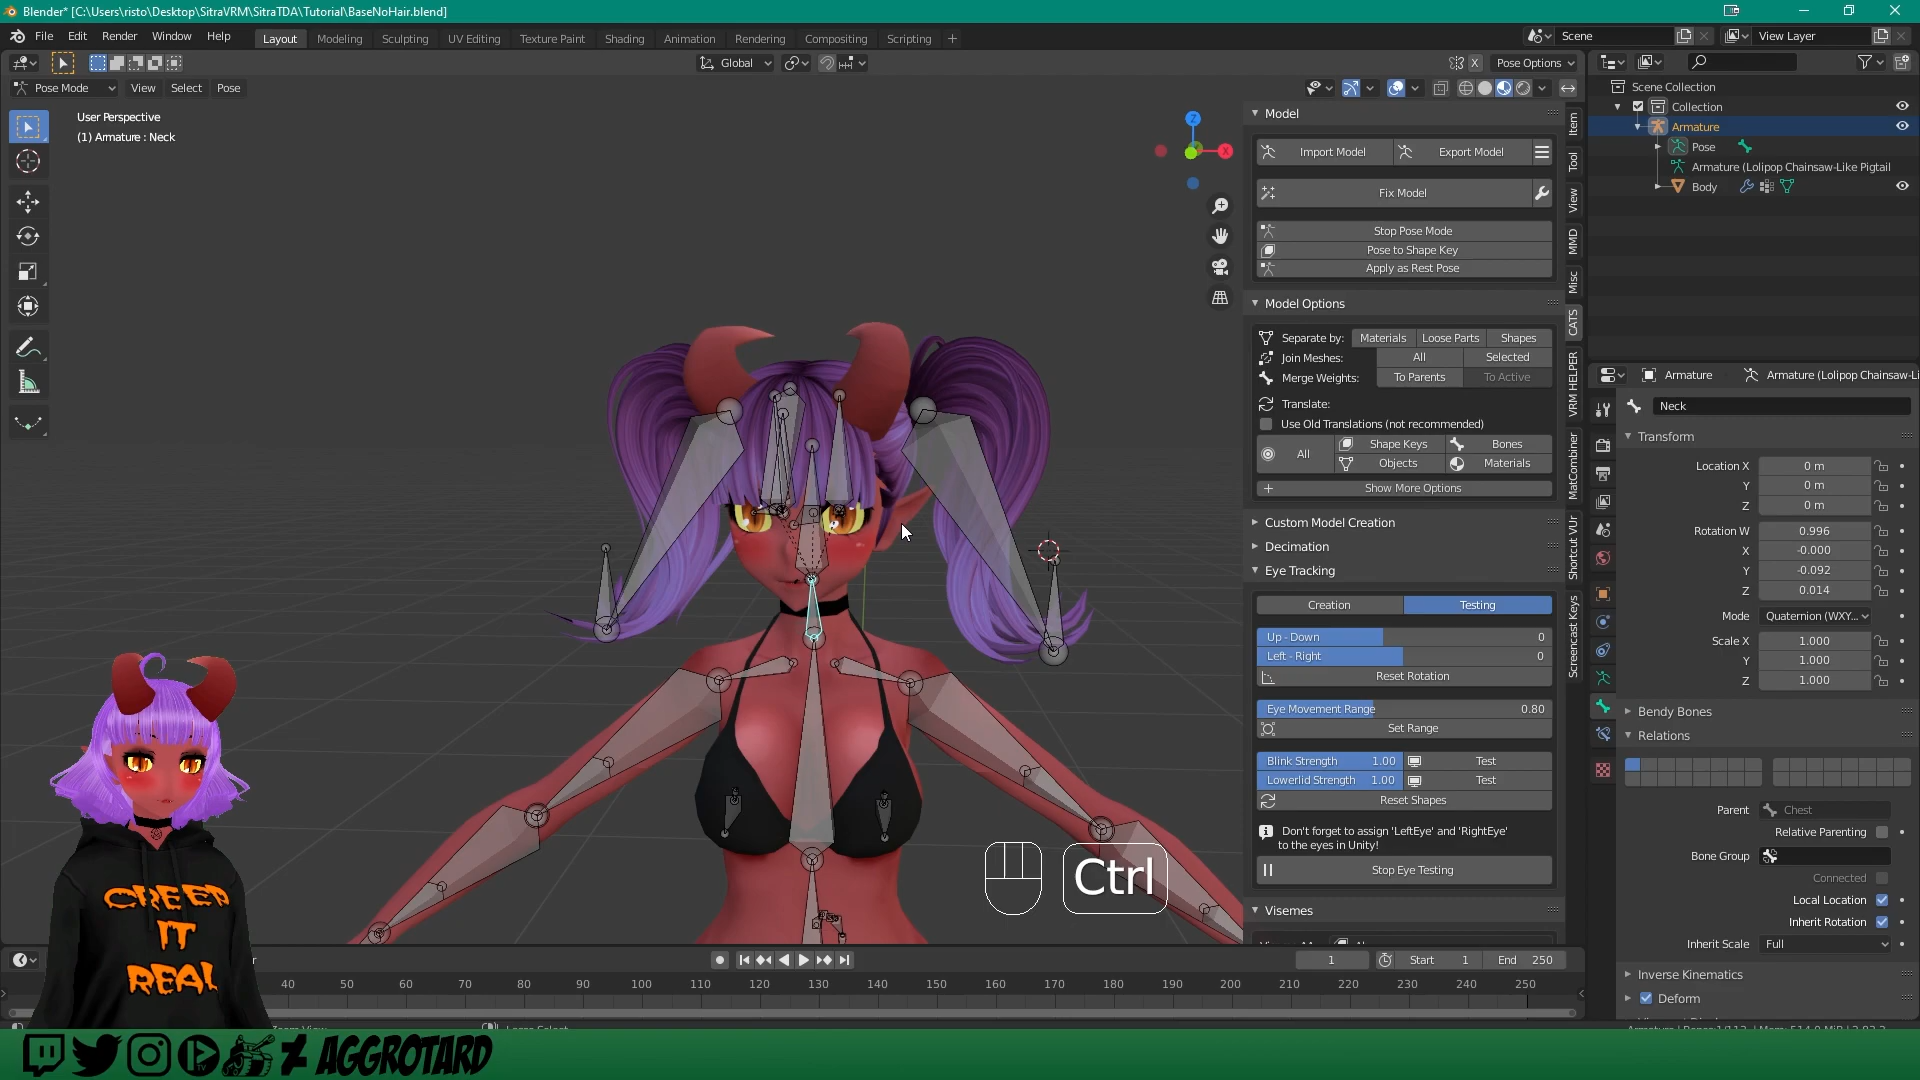 Blender* [C:\Users\risto\Desktop\SitraVRM\SitraTDA\Tutorial\BaseNoHair.blend]
File Edit Render Window Help
Layout Modeling Sculpting UV Editing Texture Paint Shading Animation Rendering Compositing Scripting +
Scene
View Layer
Global
X
Pose Options
Pose Mode View Select Pose
User Perspective
(1) Armature : Neck
Z
X
Model
Import Model
Export Model
Fix Model
Stop Pose Mode
Pose to Shape Key
Apply as Rest Pose
Model Options
Separate by: Materials Loose Parts Shapes
Join Meshes: All Selected
Merge Weights: To Parents To Active
Translate:
Use Old Translations (not recommended)
All Shape Keys Bones
Objects Materials
Show More Options
Custom Model Creation
Decimation
Eye Tracking
Creation Testing
Up - Down 0
Left - Right 0
Reset Rotation
Eye Movement Range 0.80
Set Range
Blink Strength 1.00 Test
Lowerlid Strength 1.00 Test
Reset Shapes
Don't forget to assign 'LeftEye' and 'RightEye'
to the eyes in Unity!
Stop Eye Testing
Visemes
Item
Tool
View
MMD
Misc
CATS
VRM HELPER
MatCombiner
Shortcut VUr
Screencast Keys
Scene Collection
Collection
Armature
Pose
Armature (Lolipop Chainsaw-Like Pigtail
Body
Armature
Armature (Lolipop Chainsaw-Li
Neck
Transform
Location X 0 m
Y 0 m
Z 0 m
Rotation W 0.996
X -0.000
Y -0.092
Z 0.014
Mode Quaternion (WXY...
Scale X 1.000
Y 1.000
Z 1.000
Bendy Bones
Relations
Parent Chest
Relative Parenting
Bone Group
Connected
Local Location
Inherit Rotation
Inherit Scale Full
Inverse Kinematics
Deform
Ctrl
CREEP
IT
REAL
1 Start 1 End 250
40 50 60 70 80 90 100 110 120 130 140 150 160 170 180 190 200 210 220 230 240 250
AGGROTARD